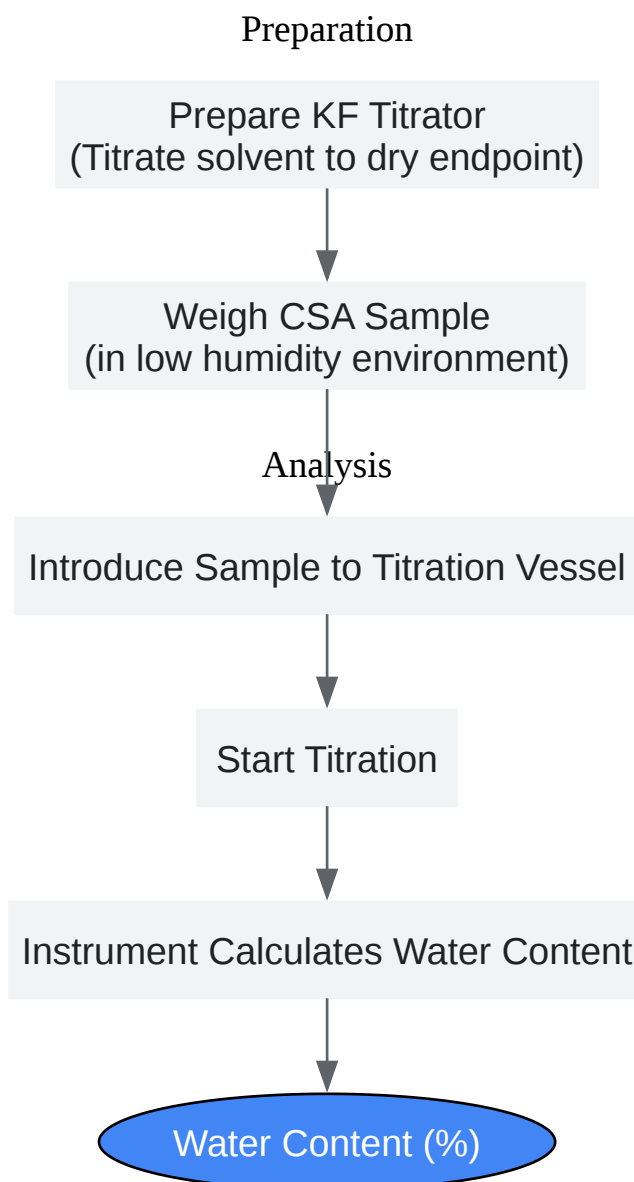 Preparation
Prepare KF Titrator
(Titrate solvent to dry endpoint)
Weigh CSA Sample
(in low humidity environment)
Analysis
Introduce Sample to Titration Vessel
Start Titration
Instrument Calculates Water Content
Water Content (%)